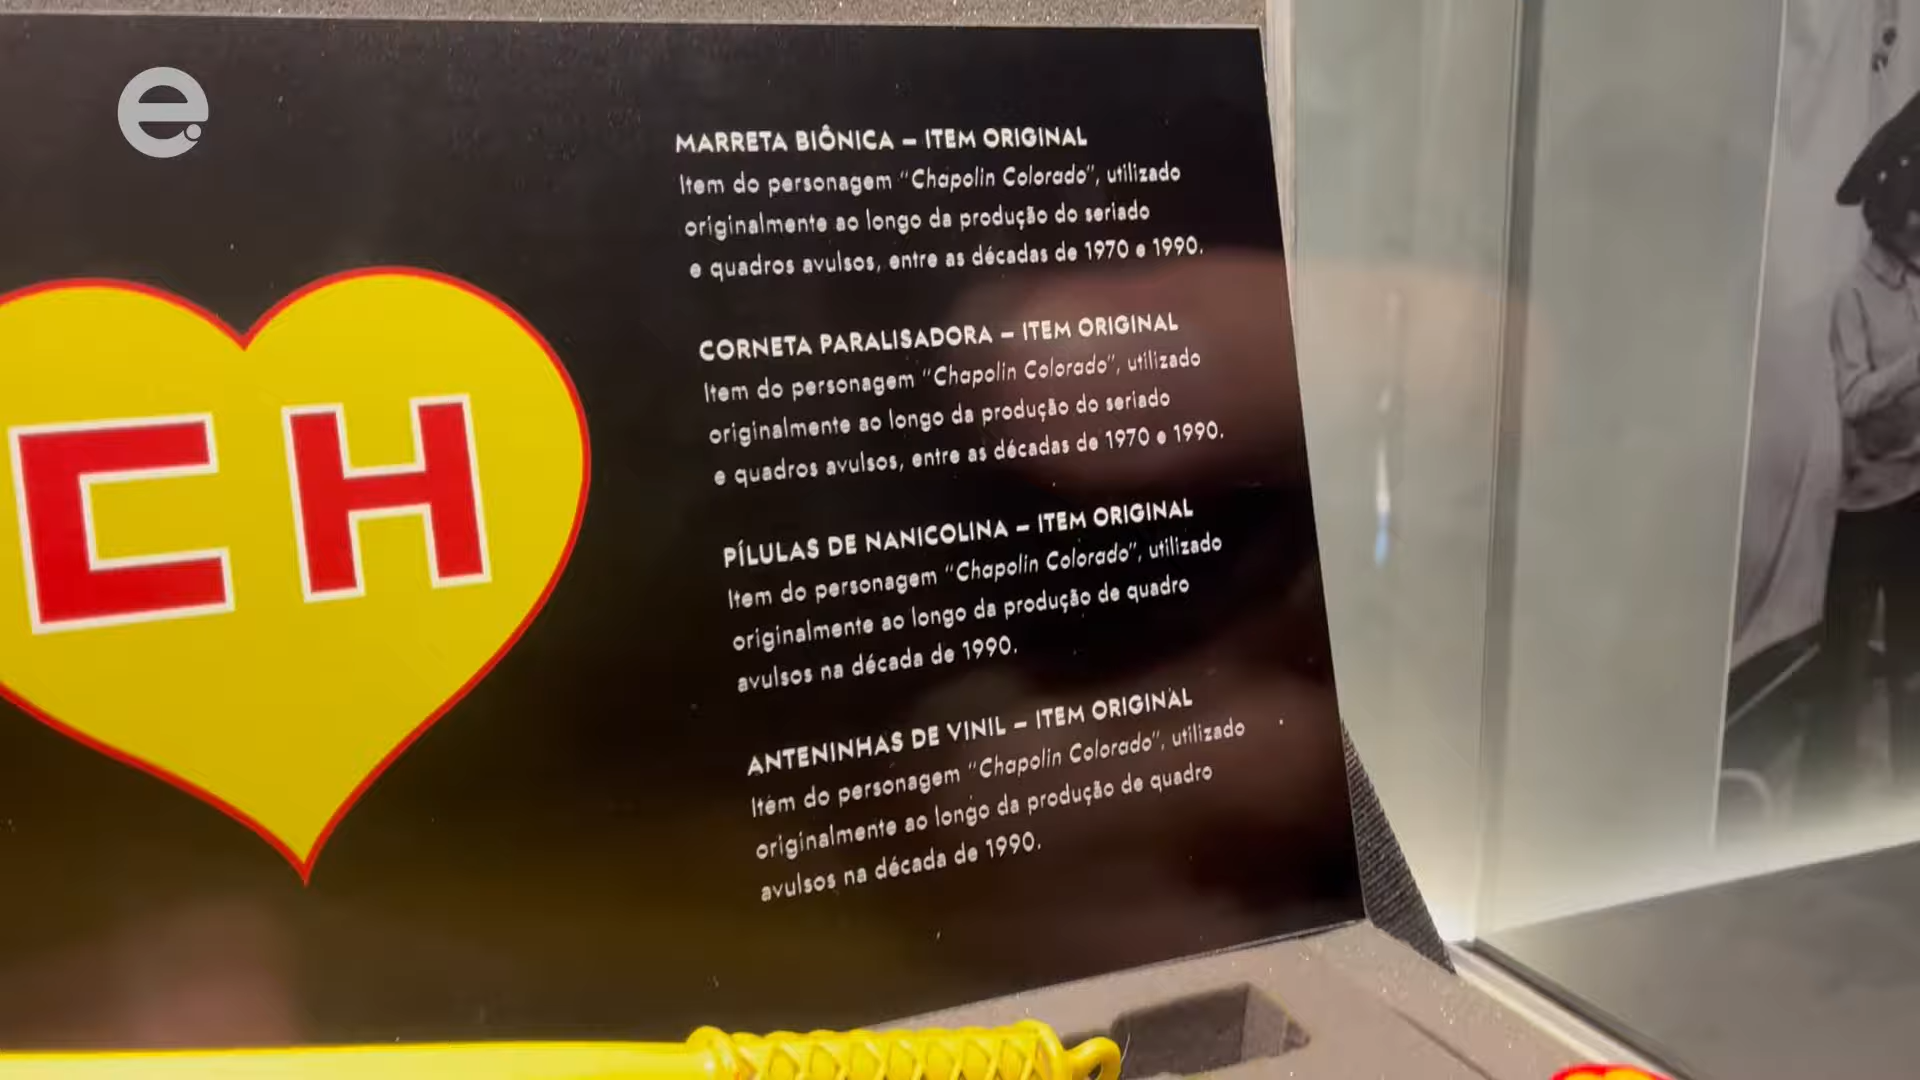 e
CH
MARRETA BIÔNICA – ITEM ORIGINAL
Item do personagem “Chapolin Colorado”, utilizado
originalmente ao longo da produção do seriado
e quadros avulsos, entre as décadas de 1970 e 1990.
CORNETA PARALISADORA – ITEM ORIGINAL
Item do personagem “Chapolin Colorado”, utilizado
originalmente ao longo da produção do seriado
e quadros avulsos, entre as décadas de 1970 e 1990.
PÍLULAS DE NANICOLINA – ITEM ORIGINAL
Item do personagem “Chapolin Colorado”, utilizado
originalmente ao longo da produção de quadro
avulsos na década de 1990.
ANTENINHAS DE VINIL – ITEM ORIGINAL
Item do personagem “Chapolin Colorado”, utilizado
originalmente ao longo da produção de quadro
avulsos na década de 1990.